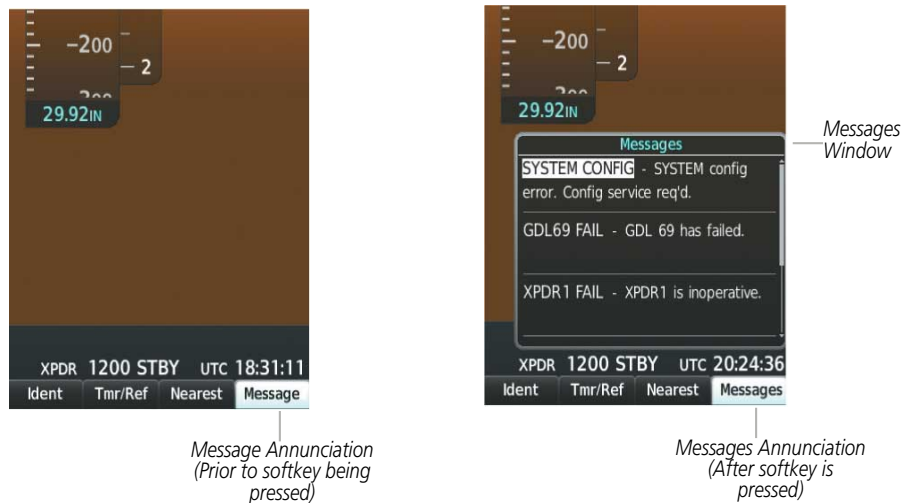 -200
2
200
29.92IN
XPDR 1200 STBY UTC 18:31:11
Ident Tmr/Ref Nearest Message
Message Annunciation
(Prior to softkey being
pressed)
-200
2
200
29.92IN
Messages
SYSTEM CONFIG - SYSTEM config
error. Config service req'd.
GDL69 FAIL - GDL 69 has failed.
XPDR1 FAIL - XPDR1 is inoperative.
XPDR 1200 STBY UTC 20:24:36
Ident Tmr/Ref Nearest Messages
Messages
Window
Messages Annunciation
(After softkey is
pressed)